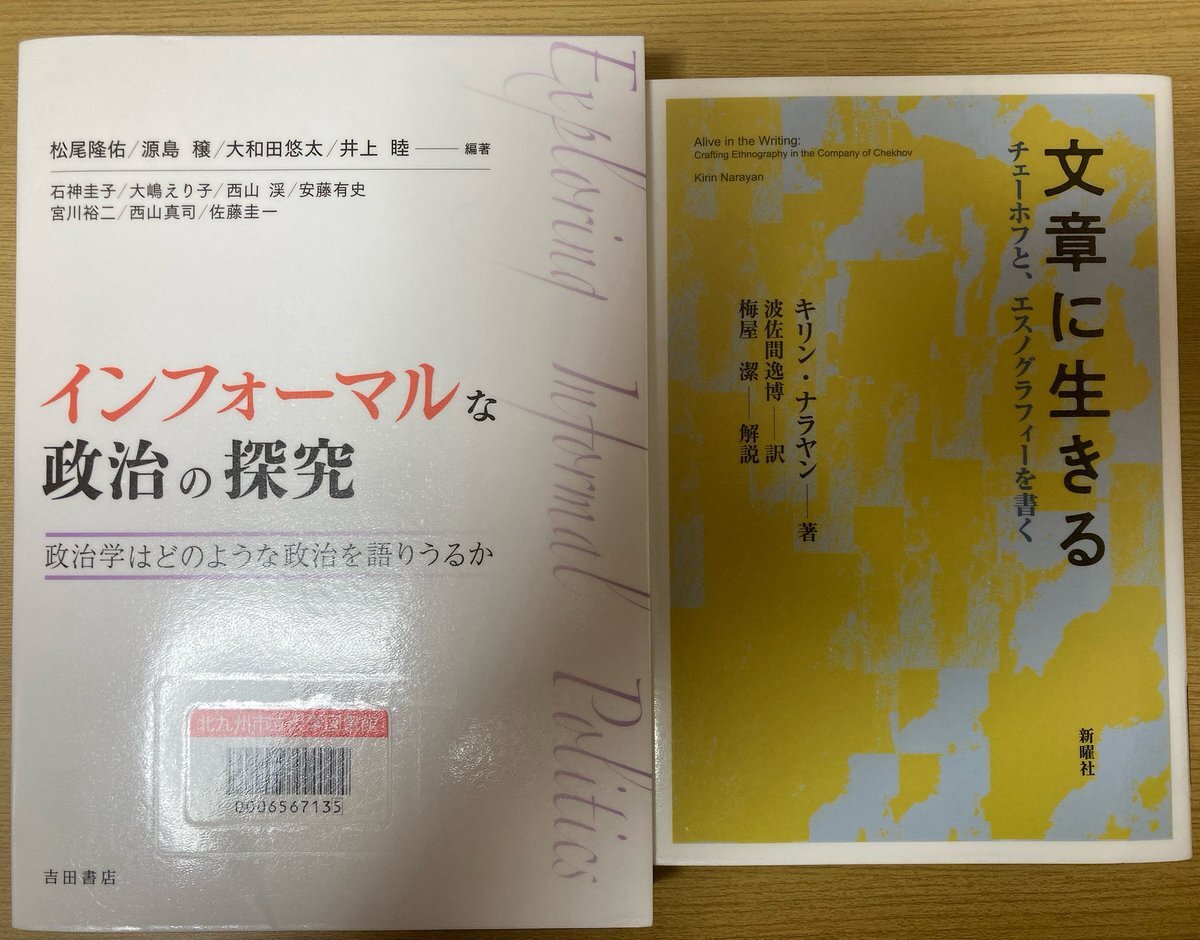 松尾隆佑/源島 穣/大和田悠太/井上 睦――編著
石神圭子/大嶋えり子/西山 渓/安藤有史
宮川裕二/西山真司/佐藤圭一
インフォーマルな
政治の探究
政治学はどのような政治を語りうるか
Exploring Informal Politics
0006567135
吉田書店
Alive in the Writing:
Crafting Ethnography in the Company of Chekhov
Kirin Narayan
文章に生きる
チェーホフと、エスノグラフィーを書く
キリン・ナラヤン――著
波佐間逸博――訳
梅屋 潔――解説
新曜社